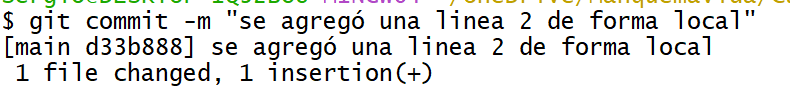 $ git commit -m "se agregó una linea 2 de forma local"
[main d33b888] se agregó una linea 2 de forma local
1 file changed, 1 insertion(+)